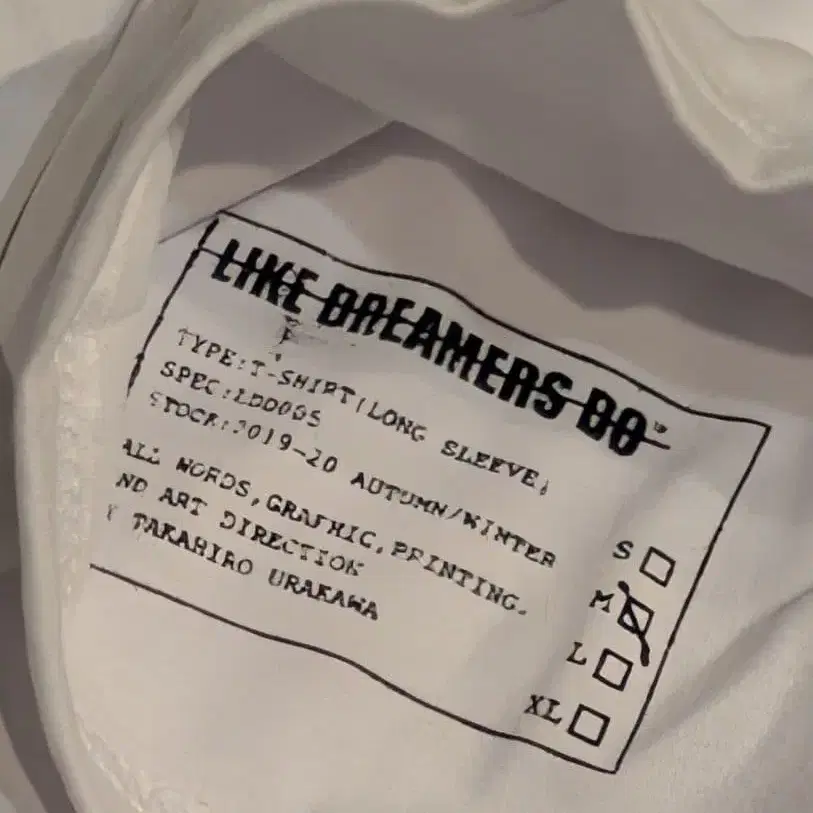 LIKE DREAMERS DO
TYPE:T-SHIRT(LONG SLEEVE)
SPEC:LDD005
STOCK:2019-20 AUTUMN/WINTER
ALL WORDS,GRAPHIC,PRINTING.
ND ART DIRECTION
Y TAKAHIRO URAKAWA
S
M
L
XL